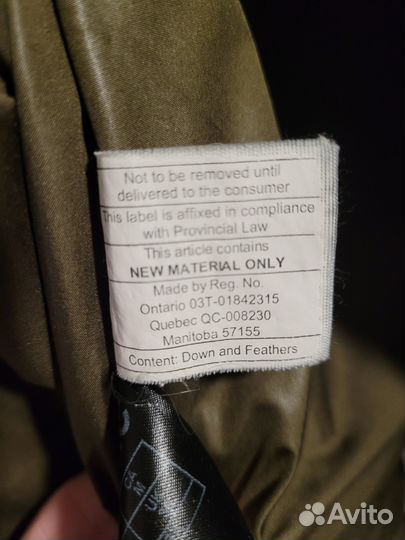 Not to be removed until
delivered to the consumer
This label is affixed in compliance
with Provincial Law
This article contains
NEW MATERIAL ONLY
Made by Reg. No.
Ontario 03T-01842315
Quebec QC-008230
Manitoba 57155
Content: Down and Feathers
Avito